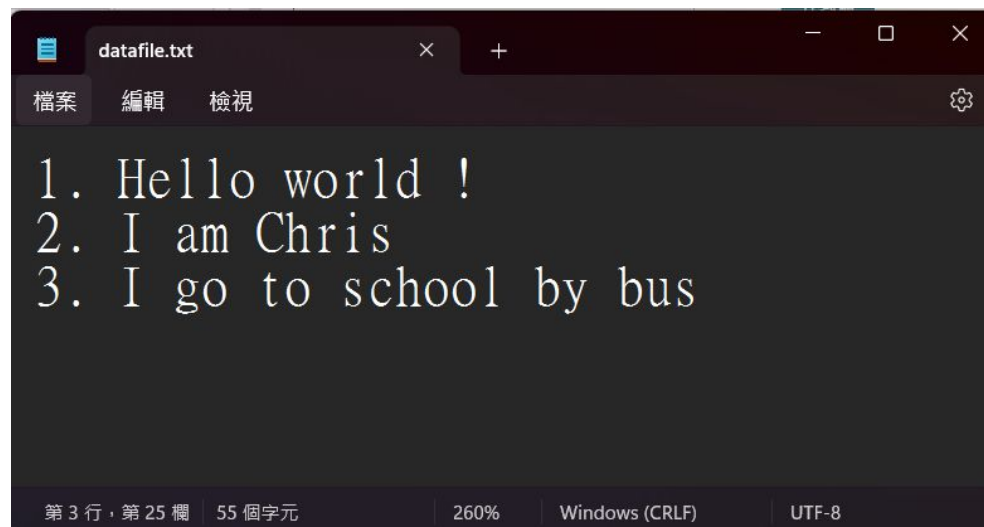 datafile.txt
檔案 編輯 檢視
1. Hello world !
2. I am Chris
3. I go to school by bus
第 3 行，第 25 欄 55 個字元 260% Windows (CRLF) UTF-8